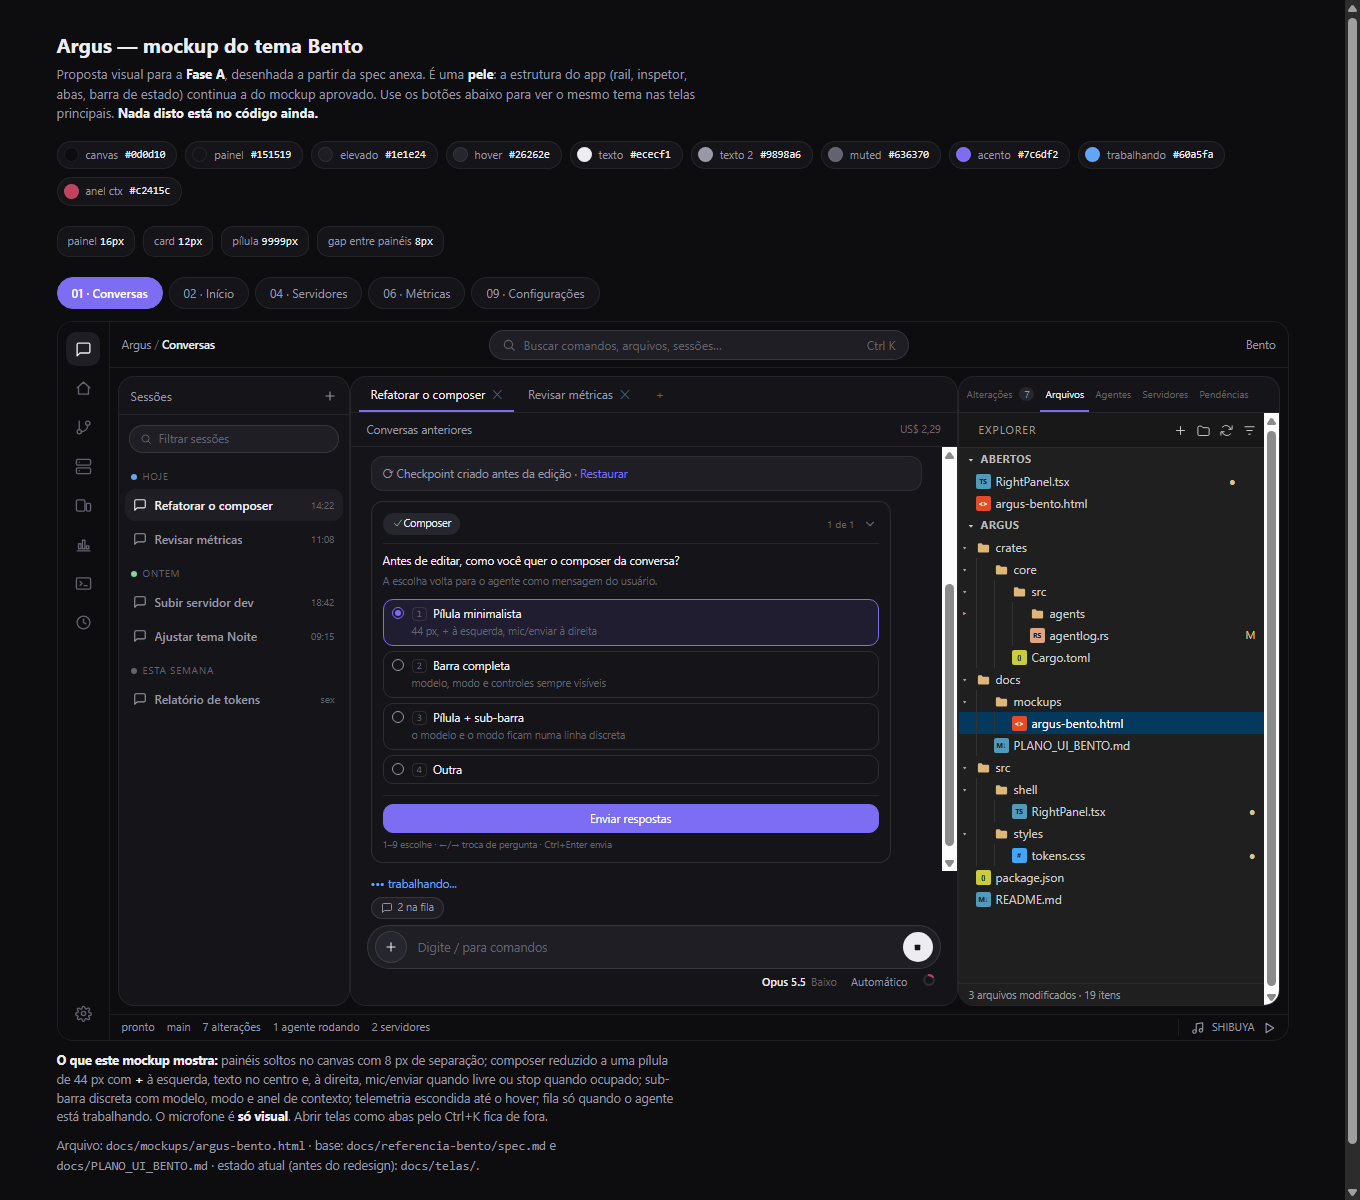 Argus — mockup do tema Bento
Proposta visual para a Fase A, desenhada a partir da spec anexa. É uma pele: a estrutura do app (rail, inspetor,
abas, barra de estado) continua a do mockup aprovado. Use os botões abaixo para ver o mesmo tema nas telas
principais. Nada disto está no código ainda.
canvas #0d0d10
painel #151519
elevado #1e1e24
hover #26262e
texto #ececf1
texto 2 #9898a6
muted #636370
acento #7c6df2
trabalhando #60a5fa
anel ctx #c2415c
painel 16px
card 12px
pílula 9999px
gap entre painéis 8px
01 · Conversas
02 · Início
04 · Servidores
06 · Métricas
09 · Configurações
Argus / Conversas
Buscar comandos, arquivos, sessões... Ctrl K
Bento
Sessões
Filtrar sessões
HOJE
Refatorar o composer 14:22
Revisar métricas 11:08
ONTEM
Subir servidor dev 18:42
Ajustar tema Noite 09:15
ESTA SEMANA
Relatório de tokens sex
Refatorar o composer
Revisar métricas
+
Conversas anteriores US$ 2,29
Checkpoint criado antes da edição · Restaurar
✓Composer 1 de 1
Antes de editar, como você quer o composer da conversa?
A escolha volta para o agente como mensagem do usuário.
1 Pílula minimalista
44 px, + à esquerda, mic/enviar à direita
2 Barra completa
modelo, modo e controles sempre visíveis
3 Pílula + sub-barra
o modelo e o modo ficam numa linha discreta
4 Outra
Enviar respostas
1–9 escolhe · ←/→ troca de pergunta · Ctrl+Enter envia
••• trabalhando...
2 na fila
Digite / para comandos
Opus 5.5 Baixo Automático
Alterações 7 Arquivos Agentes Servidores Pendências
EXPLORER
ABERTOS
TS RightPanel.tsx
<> argus-bento.html
ARGUS
crates
core
src
agents
RS agentlog.rs M
{} Cargo.toml
docs
mockups
<> argus-bento.html
M↓ PLANO_UI_BENTO.md
src
shell
TS RightPanel.tsx
styles
# tokens.css
{} package.json
M↓ README.md
3 arquivos modificados · 19 itens
pronto main 7 alterações 1 agente rodando 2 servidores
SHIBUYA
O que este mockup mostra: painéis soltos no canvas com 8 px de separação; composer reduzido a uma pílula
de 44 px com + à esquerda, texto no centro e, à direita, mic/enviar quando livre ou stop quando ocupado; sub-
barra discreta com modelo, modo e anel de contexto; telemetria escondida até o hover; fila só quando o agente
está trabalhando. O microfone é só visual. Abrir telas como abas pelo Ctrl+K fica de fora.
Arquivo: docs/mockups/argus-bento.html · base: docs/referencia-bento/spec.md e
docs/PLANO_UI_BENTO.md · estado atual (antes do redesign): docs/telas/.